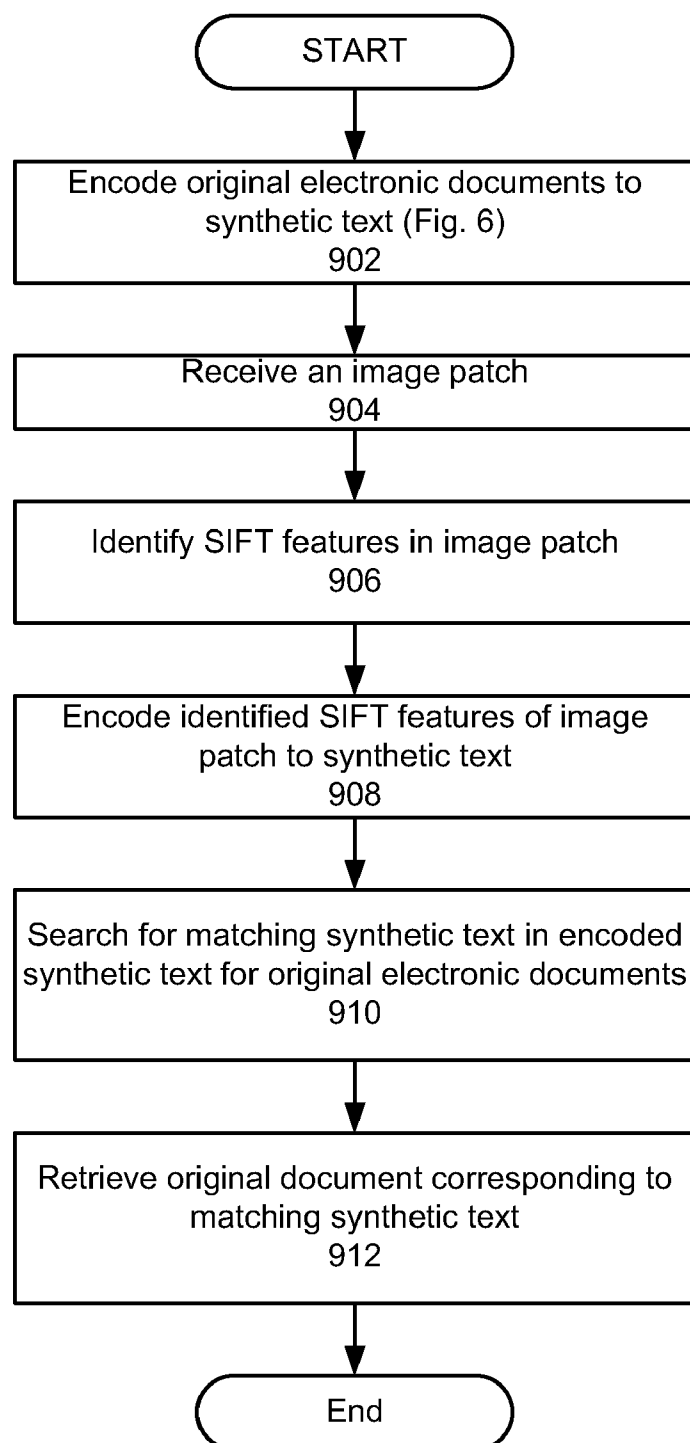 START
Encode original electronic documents to
synthetic text (Fig. 6)
902
Receive an image patch
904
Identify SIFT features in image patch
906
Encode identified SIFT features of image
patch to synthetic text
908
Search for matching synthetic text in encoded
synthetic text for original electronic documents
910
Retrieve original document corresponding to
matching synthetic text
912
End